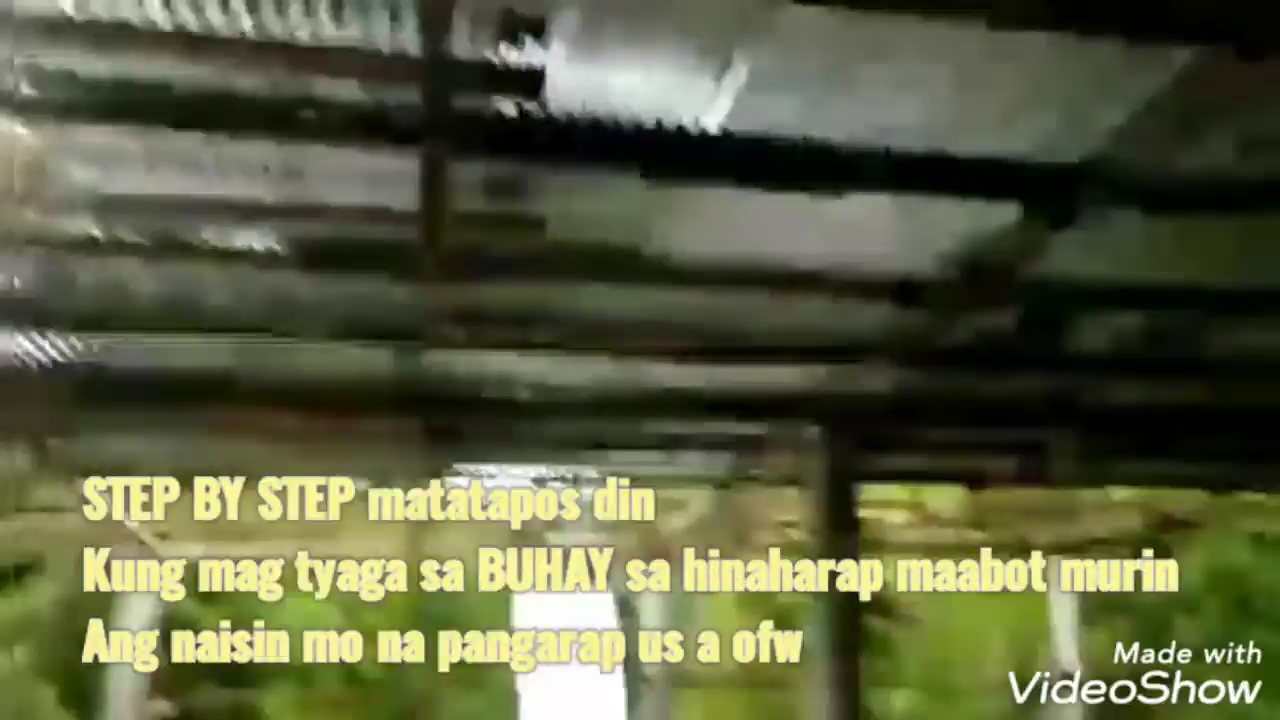 STEP BY STEP matatapos din
Kung mag tyaga sa BUHAY sa hinaharap maabot murin
Ang naisin mo na pangarap us a ofw
Made with
VideoShow